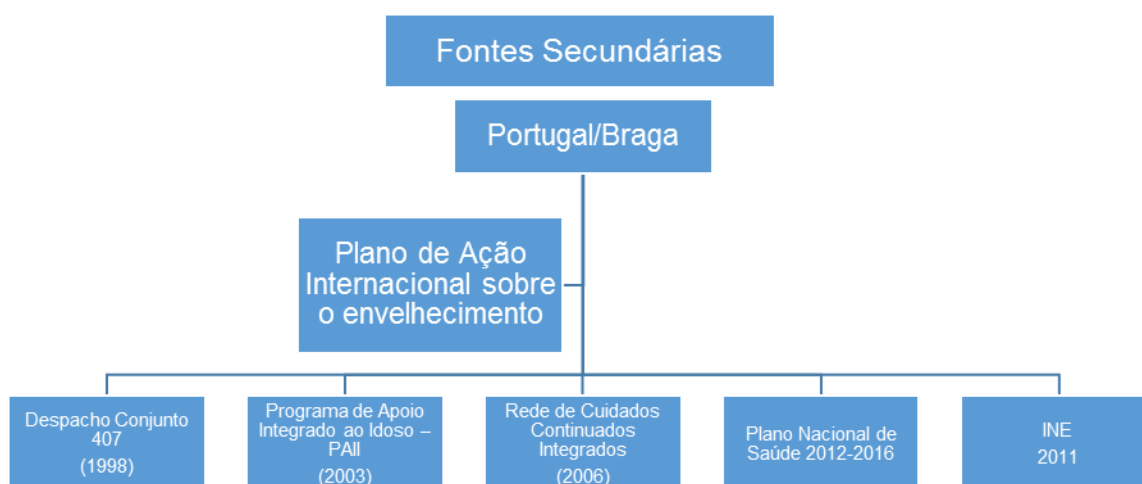 Fontes Secundárias
Portugal/Braga
Plano de Ação
Internacional sobre
o envelhecimento
Despacho Conjunto
407
(1998)
Programa de Apoio
Integrado ao Idoso –
PAII
(2003)
Rede de Cuidados
Continuados
Integrados
(2006)
Plano Nacional de
Saúde 2012-2016
INE
2011